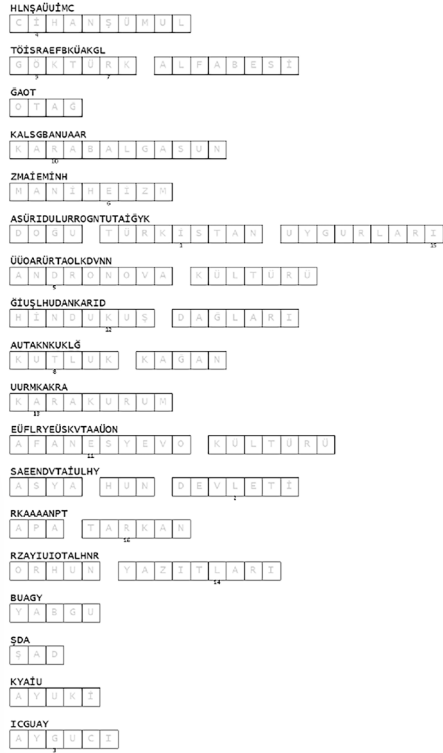 HLNŞAÜUİMC
CİHANŞÜMUL
4
TÖİSRAEFBKÜAKGL
GÖKTÜRK ALFABESİ
9 7
ĞAOT
OTAĞ
KALSGBANUAAR
KARABALGASUN
10
ZMAİEMİNH
MANİHEİZM
6
ASÜRIDULURROGNTUTAİĞYK
DOĞU TÜRKİSTAN UYGURLARI
1 15
ÜÜOARÜRTAOLKDVNN
ANDRONOVA KÜLTÜRÜ
5
ĞİUŞLHUDANKARID
HİNDUKUŞ DAĞLARI
12
AUTAKNKUKLĞ
KUTLUK KAGAN
8
UURMKAKRA
KARAKURUM
13
EÜFLRYEÜSKVTAAÜON
AFANESYEVO KÜLTÜRÜ
11
SAEENDVTAİULHY
ASYA HUN DEVLETİ
2
RKAAAANPT
APA TARKAN
16
RZAYIUIOTALHNR
ORHUN YAZITLARI
14
BUAGY
YABGU
ŞDA
ŞAD
KYAİU
AYUKİ
ICGUAY
AYGUCI
3